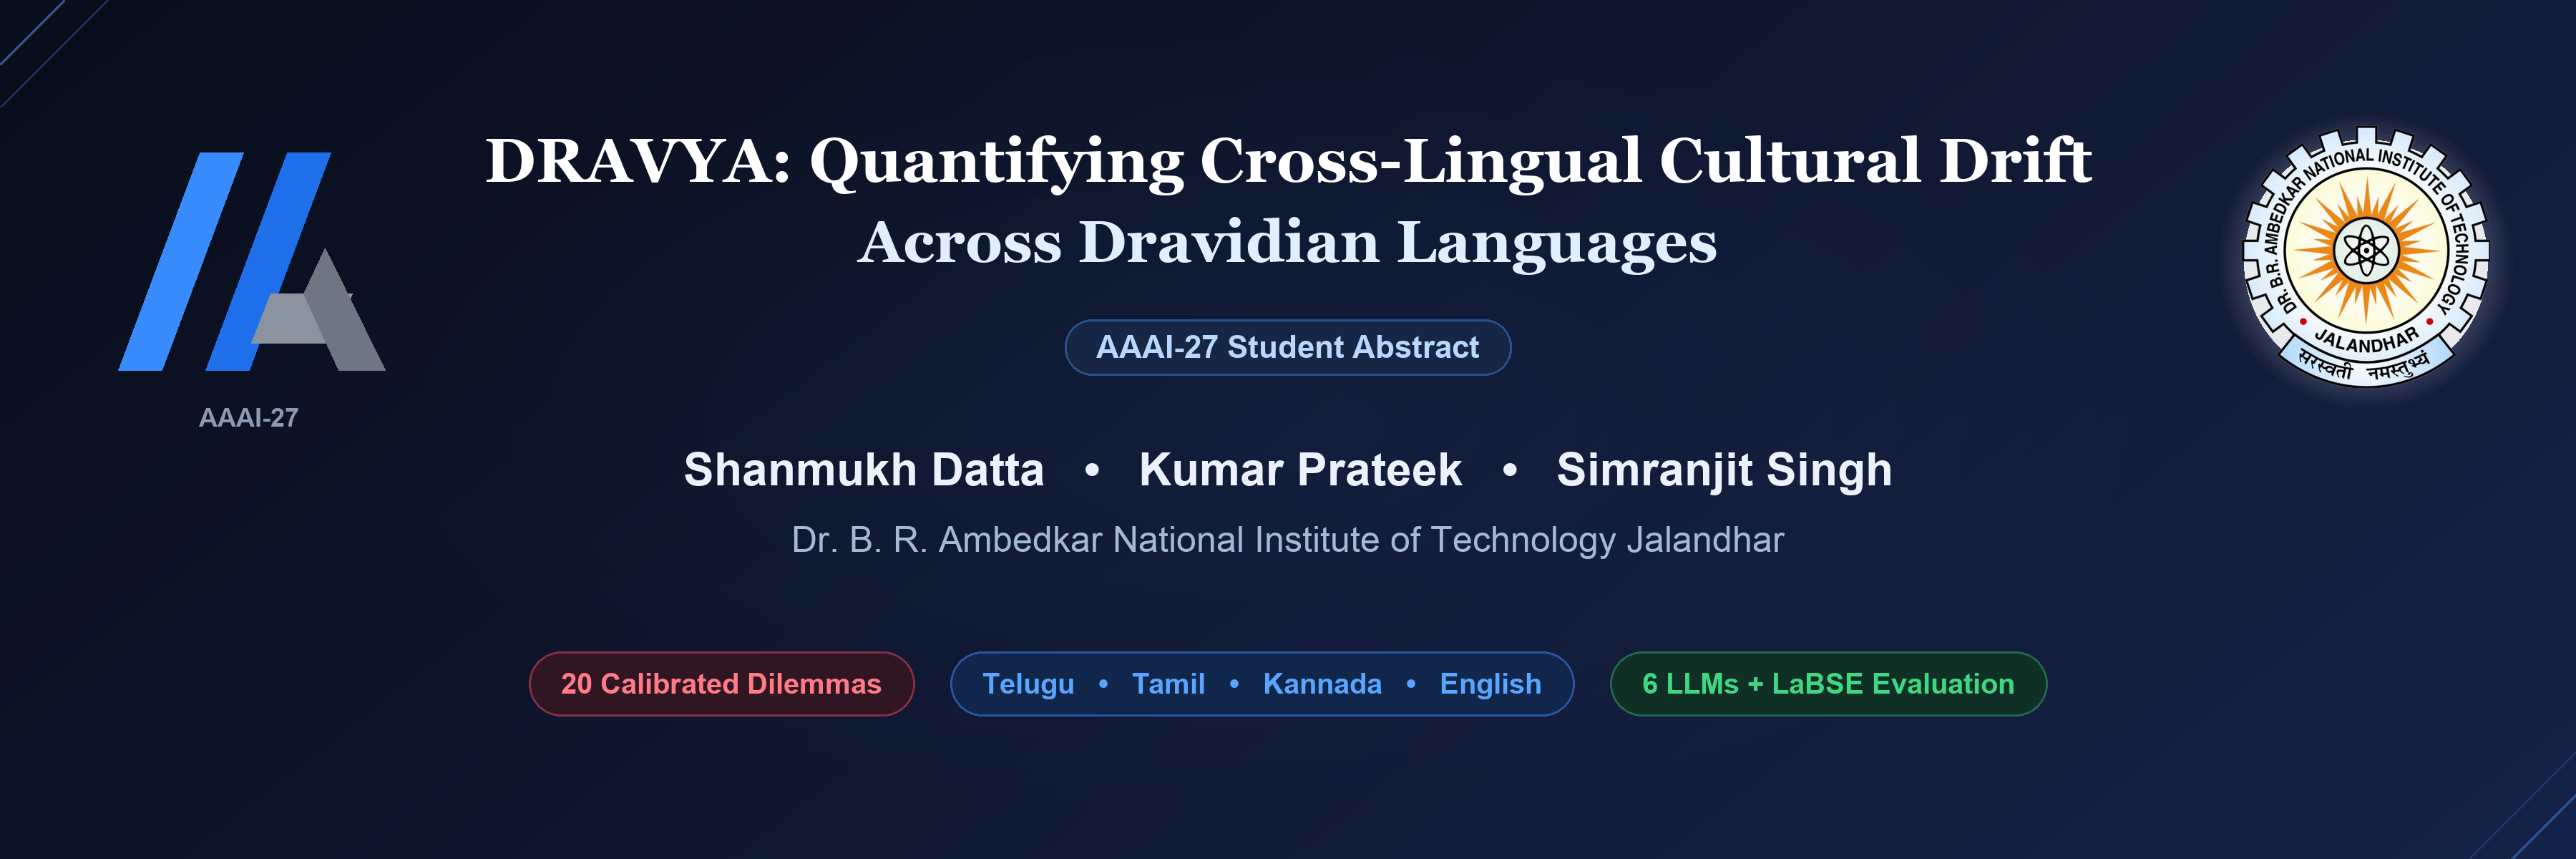 DRAVYA: Quantifying Cross-Lingual Cultural Drift
Across Dravidian Languages
AAAI-27 Student Abstract
AAAI-27
Shanmukh Datta • Kumar Prateek • Simranjit Singh
Dr. B. R. Ambedkar National Institute of Technology Jalandhar
20 Calibrated Dilemmas
Telugu • Tamil • Kannada • English
6 LLMs + LaBSE Evaluation
DR. B.R. AMBEDKAR NATIONAL INSTITUTE OF TECHNOLOGY
• JALANDHAR •
सरस्वती नमस्तुभ्यं